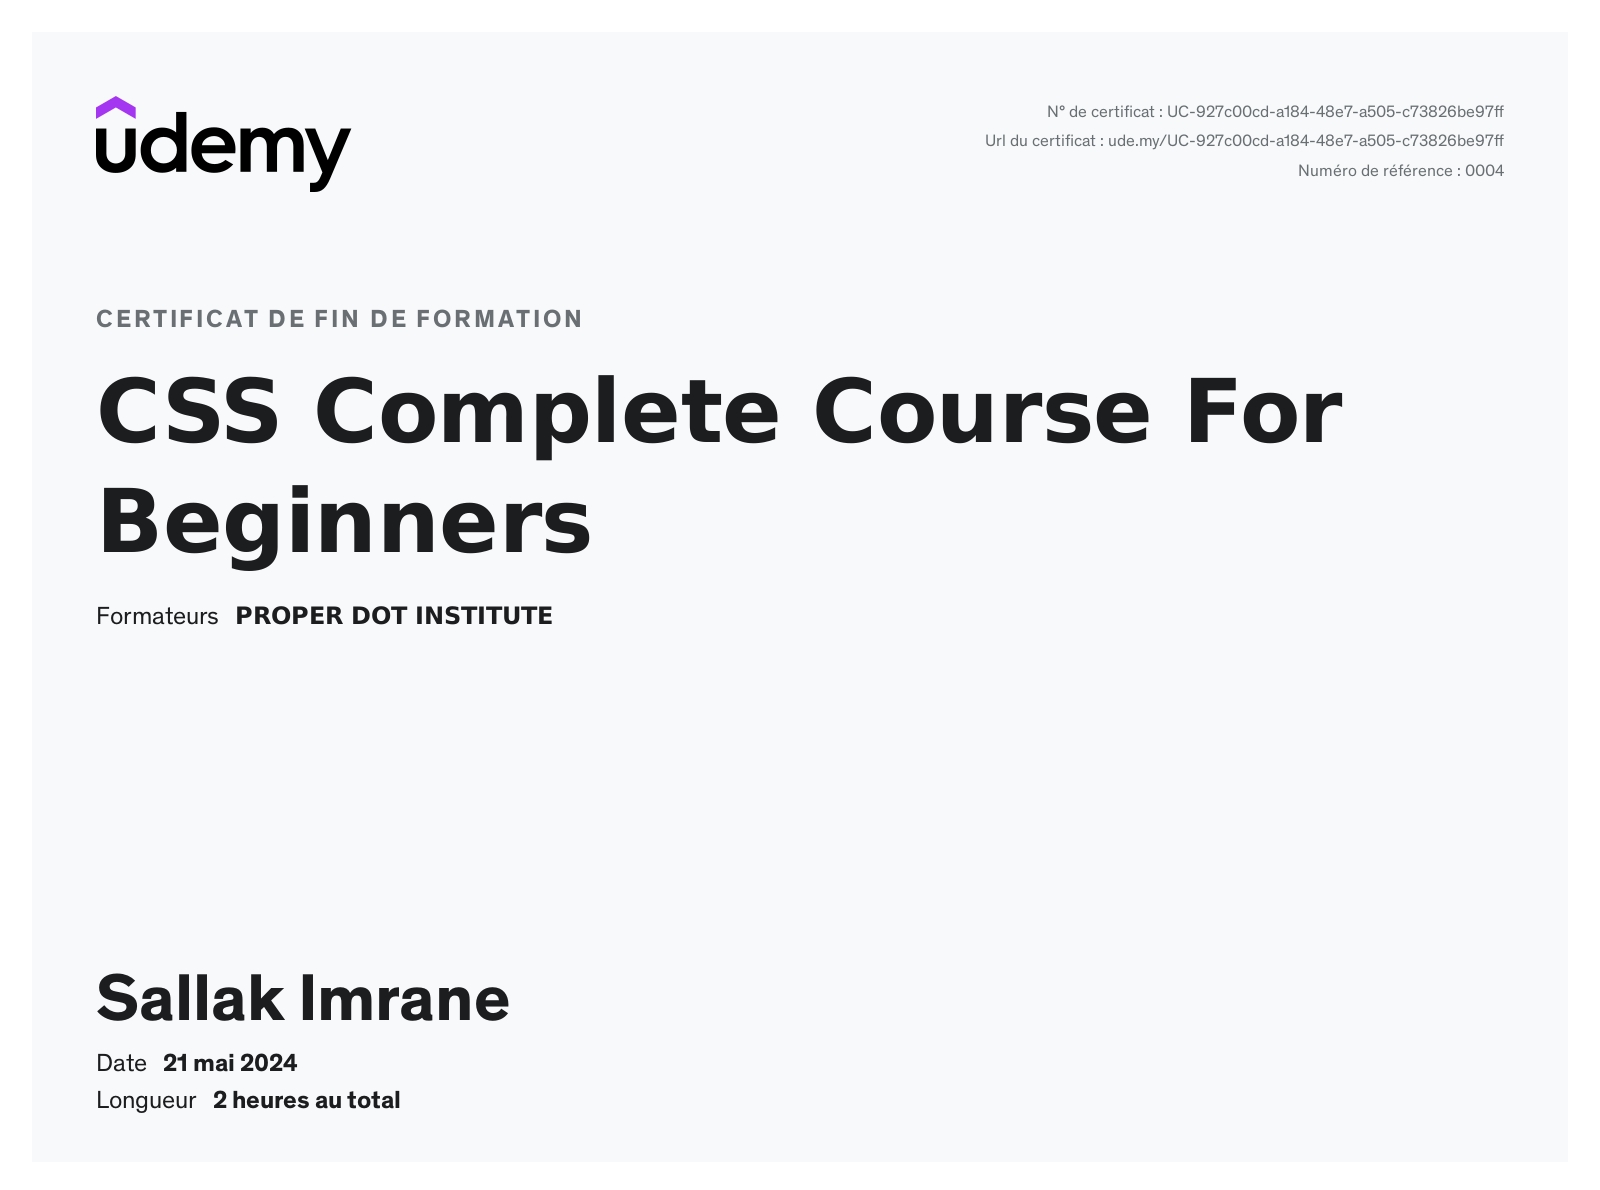 udemy
N° de certificat : UC-927c00cd-a184-48e7-a505-c73826be97ff
Url du certificat : ude.my/UC-927c00cd-a184-48e7-a505-c73826be97ff
Numéro de référence : 0004
CERTIFICAT DE FIN DE FORMATION
CSS Complete Course For
Beginners
Formateurs PROPER DOT INSTITUTE
Sallak Imrane
Date 21 mai 2024
Longueur 2 heures au total